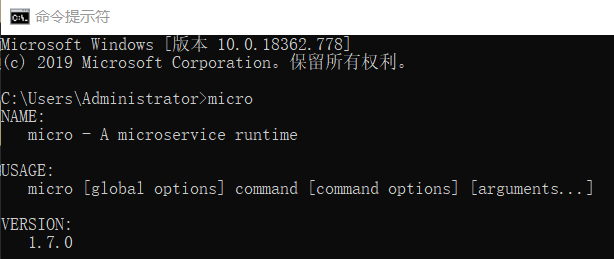 命令提示符
Microsoft Windows [版本 10.0.18362.778]
(c) 2019 Microsoft Corporation。保留所有权利。
C:\Users\Administrator>micro
NAME:
micro - A microservice runtime
USAGE:
micro [global options] command [command options] [arguments...]
VERSION:
1.7.0